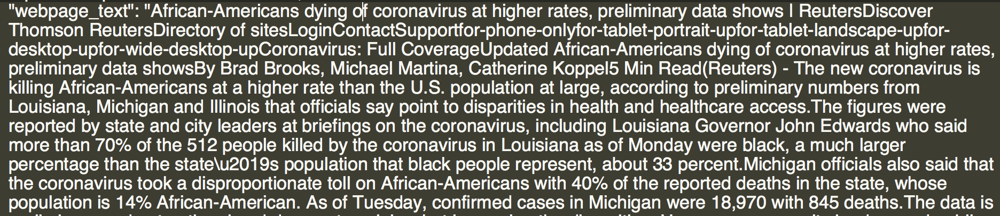 "webpage_text": "African-Americans dying of coronavirus at higher rates, preliminary data shows | ReutersDiscover
Thomson ReutersDirectory of sitesLoginContactSupportfor-phone-onlyfor-tablet-portrait-upfor-tablet-landscape-upfor-
desktop-upfor-wide-desktop-upCoronavirus: Full CoverageUpdated African-Americans dying of coronavirus at higher rates,
preliminary data showsBy Brad Brooks, Michael Martina, Catherine Koppel5 Min Read(Reuters) - The new coronavirus is
killing African-Americans at a higher rate than the U.S. population at large, according to preliminary numbers from
Louisiana, Michigan and Illinois that officials say point to disparities in health and healthcare access.The figures were
reported by state and city leaders at briefings on the coronavirus, including Louisiana Governor John Edwards who said
more than 70% of the 512 people killed by the coronavirus in Louisiana as of Monday were black, a much larger
percentage than the state\u2019s population that black people represent, about 33 percent.Michigan officials also said that
the coronavirus took a disproportionate toll on African-Americans with 40% of the reported deaths in the state, whose
population is 14% African-American. As of Tuesday, confirmed cases in Michigan were 18,970 with 845 deaths.The data is